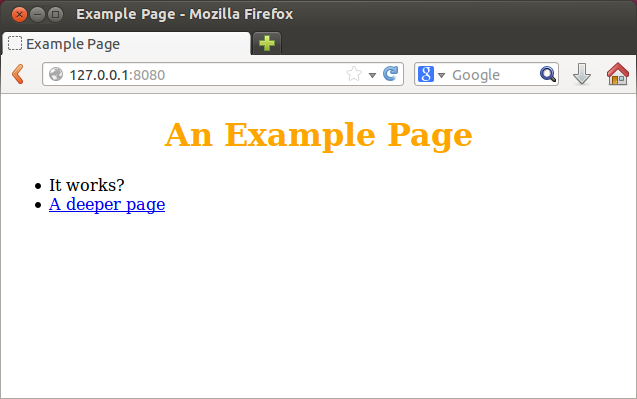 Example Page - Mozilla Firefox
Example Page
127.0.0.1:8080
8 Google
An Example Page
• It works?
• A deeper page